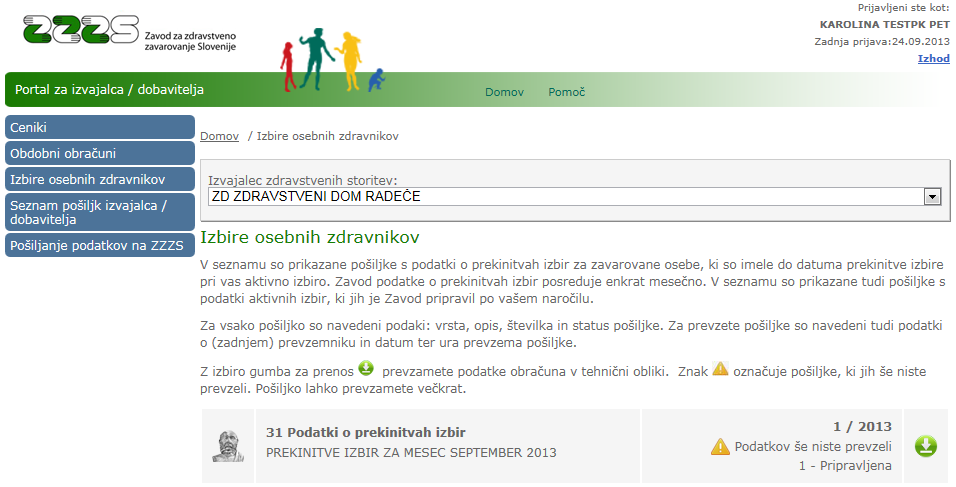 Prijavljeni ste kot:
KAROLINA TESTPK PET
Zadnja prijava:24.09.2013
Izhod
ZZZS
Zavod za zdravstveno
zavarovanje Slovenije
Portal za izvajalca / dobavitelja
Domov
Pomoč
Ceniki
Obdobni obračuni
Izbire osebnih zdravnikov
Seznam pošiljk izvajalca /
dobavitelja
Pošiljanje podatkov na ZZZS
Domov / Izbire osebnih zdravnikov
Izvajalec zdravstvenih storitev:
ZD ZDRAVSTVENI DOM RADEČE
Izbire osebnih zdravnikov
V seznamu so prikazane pošiljke s podatki o prekinitvah izbir za zavarovane osebe, ki so imele do datuma prekinitve izbire
pri vas aktivno izbiro. Zavod podatke o prekinitvah izbir posreduje enkrat mesečno. V seznamu so prikazane tudi pošiljke s
podatki aktivnih izbir, ki jih je Zavod pripravil po vašem naročilu.
Za vsako pošiljko so navedeni podaki: vrsta, opis, številka in status pošiljke. Za prevzete pošiljke so navedeni tudi podatki
o (zadnjem) prevzemniku in datum ter ura prevzema pošiljke.
Z izbiro gumba za prenos prevzamete podatke obračuna v tehnični obliki. Znak označuje pošiljke, ki jih še niste
prevzeli. Pošiljko lahko prevzamete večkrat.
31 Podatki o prekinitvah izbir
PREKINITVE IZBIR ZA MESEC SEPTEMBER 2013
1 / 2013
Podatkov še niste prevzeli
1 - Pripravljena